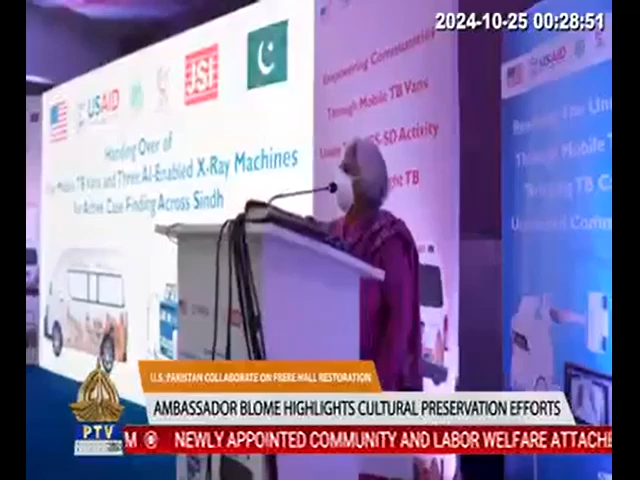 2024-10-25 00:28:51
USAID
JSI
Handing Over of
Mobile TB Vans and Three AI-Enabled X-Ray Machines
for Active Case Finding Across Sindh
Empowering Communities
Through Mobile TB Vans
Activity
TB
Through Mobile
U.S.;PAKISTAN COLLABORATE ON FRERE HALL RESTORATION
AMBASSADOR BLOME HIGHLIGHTS CULTURAL PRESERVATION EFFORTS
PTV
M NEWLY APPOINTED COMMUNITY AND LABOR WELFARE ATTACHE